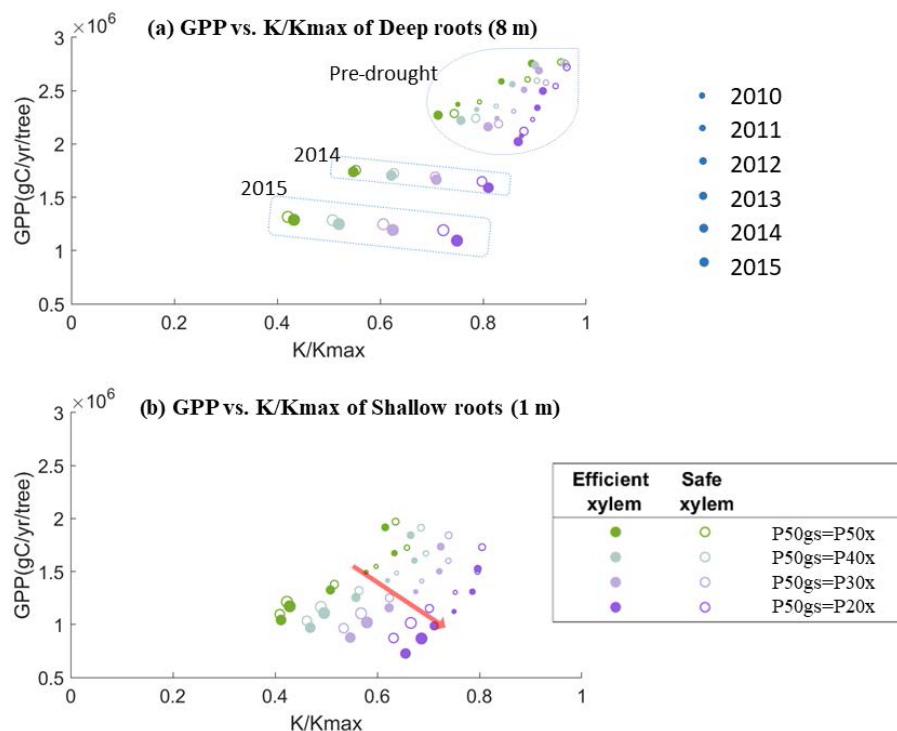 (a) GPP vs. K/Kmax of Deep roots (8 m)
3 ×10⁶
2.5
2
1.5
1
0.5
GPP(gC/yr/tree)
Pre-drought
2014
2015
0 0.2 0.4 0.6 0.8 1
K/Kmax
2010
2011
2012
2013
2014
2015
(b) GPP vs. K/Kmax of Shallow roots (1 m)
3 ×10⁶
2.5
2
1.5
1
0.5
GPP(gC/yr/tree)
0 0.2 0.4 0.6 0.8 1
K/Kmax
Efficient xylem Safe xylem
P50gs=P50x
P50gs=P40x
P50gs=P30x
P50gs=P20x